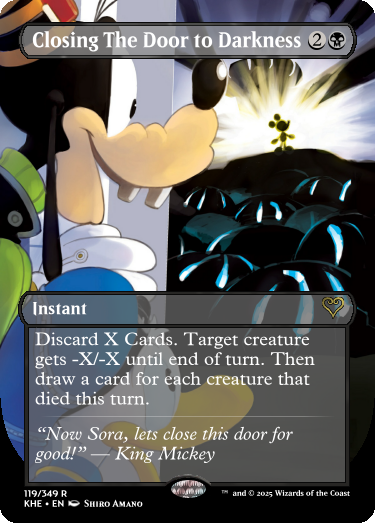 Closing The Door to Darkness 2
Instant
Discard X Cards. Target creature
gets -X/-X until end of turn. Then
draw a card for each creature that
died this turn.
“Now Sora, lets close this door for
good!” — King Mickey
119/349 R
KHE • EN Shiro Amano
™ and © 2025 Wizards of the Coast